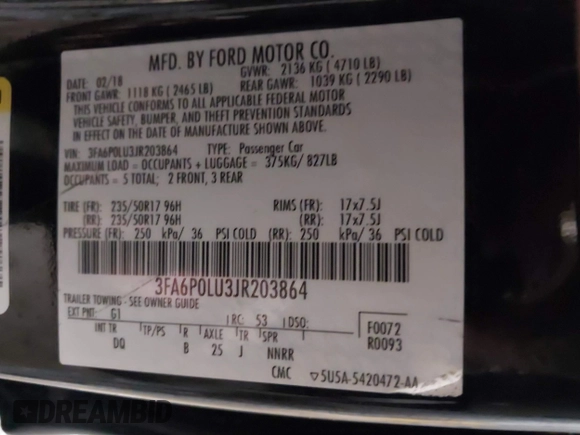 MFD. BY FORD MOTOR CO.
DATE: 02/18 GVWR: 2136 KG ( 4710 LB)
FRONT GAWR: 1118 KG ( 2465 LB) REAR GAWR: 1039 KG ( 2290 LB)
THIS VEHICLE CONFORMS TO ALL APPLICABLE FEDERAL MOTOR
VEHICLE SAFETY, BUMPER, AND THEFT PREVENTION STANDARDS
IN EFFECT ON THE DATE OF MANUFACTURE SHOWN ABOVE.
VIN: 3FA6P0LU3JR203864 TYPE: Passenger Car
MAXIMUM LOAD = OCCUPANTS + LUGGAGE = 375KG/ 827LB
OCCUPANTS = 5 TOTAL; 2 FRONT, 3 REAR
TIRE (FR): 235/50R17 96H RIMS (FR): 17x7.5J
(RR) 235/50R17 96H (RR): 17x7.5J
PRESSURE (FR): 250 kPa/ 36 PSI COLD (RR): 250 kPa/ 36 PSI COLD
3FA6P0LU3JR203864
TRAILER TOWING - SEE OWNER GUIDE
EXT PNT: G1 RC: 53 DSO: F0072
INT TR TP/PS R AXLE TR SPR R0093
DQ B 25 J NNRR
CMC ▽5U5A-5420472-AA
DREAMBID